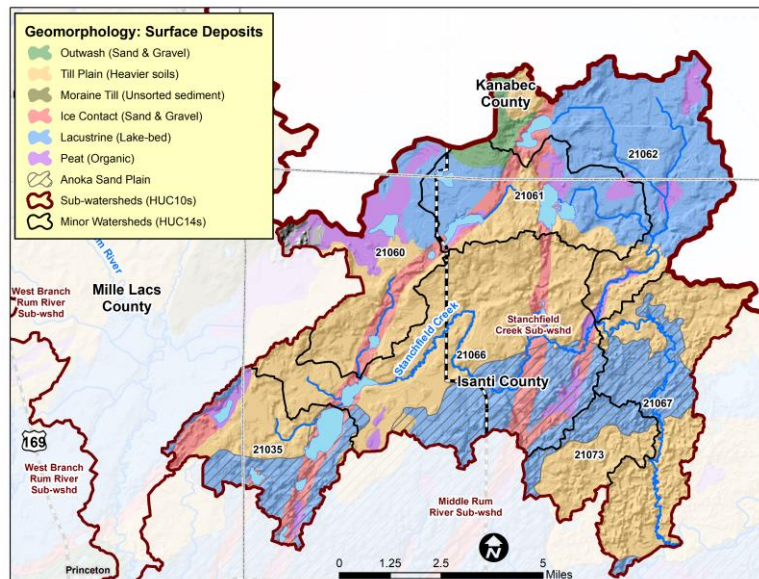 Geomorphology: Surface Deposits
Outwash (Sand & Gravel)
Till Plain (Heavier soils)
Moraine Till (Unsorted sediment)
Ice Contact (Sand & Gravel)
Lacustrine (Lake-bed)
Peat (Organic)
Anoka Sand Plain
Sub-watersheds (HUC10s)
Minor Watersheds (HUC14s)
Kanabec
County
21062
21061
21060
Rum River
West Branch
Rum River
Sub-wshd
Mille Lacs
County
Stanchfield Creek
Stanchfield
Creek Sub-wshd
21066
Isanti County
21067
169
21035
21073
West Branch
Rum River
Sub-wshd
Middle Rum
River Sub-wshd
Princeton
N
0 1.25 2.5 5
Miles